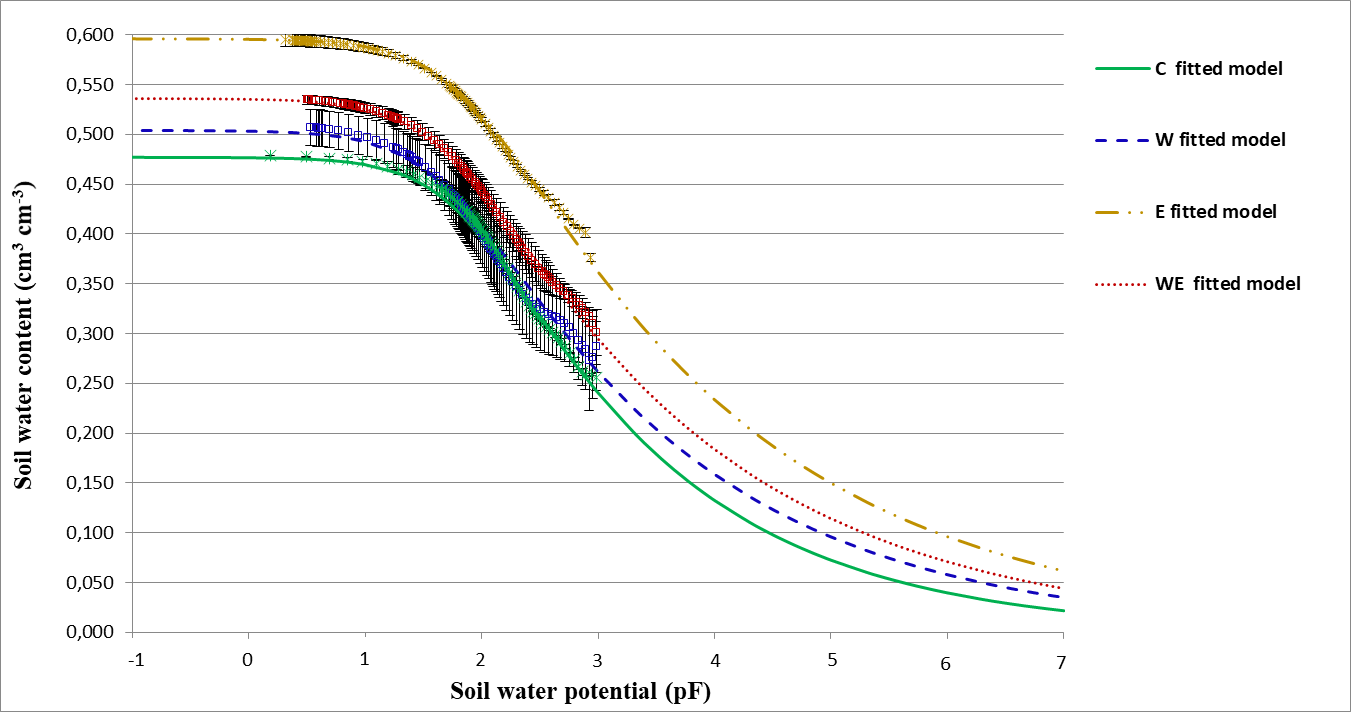 0,600
0,550
0,500
0,450
0,400
0,350
0,300
0,250
0,200
0,150
0,100
0,050
0,000
Soil water content (cm³ cm⁻³)
-1 0 1 2 3 4 5 6 7
Soil water potential (pF)
C fitted model
W fitted model
E fitted model
WE fitted model